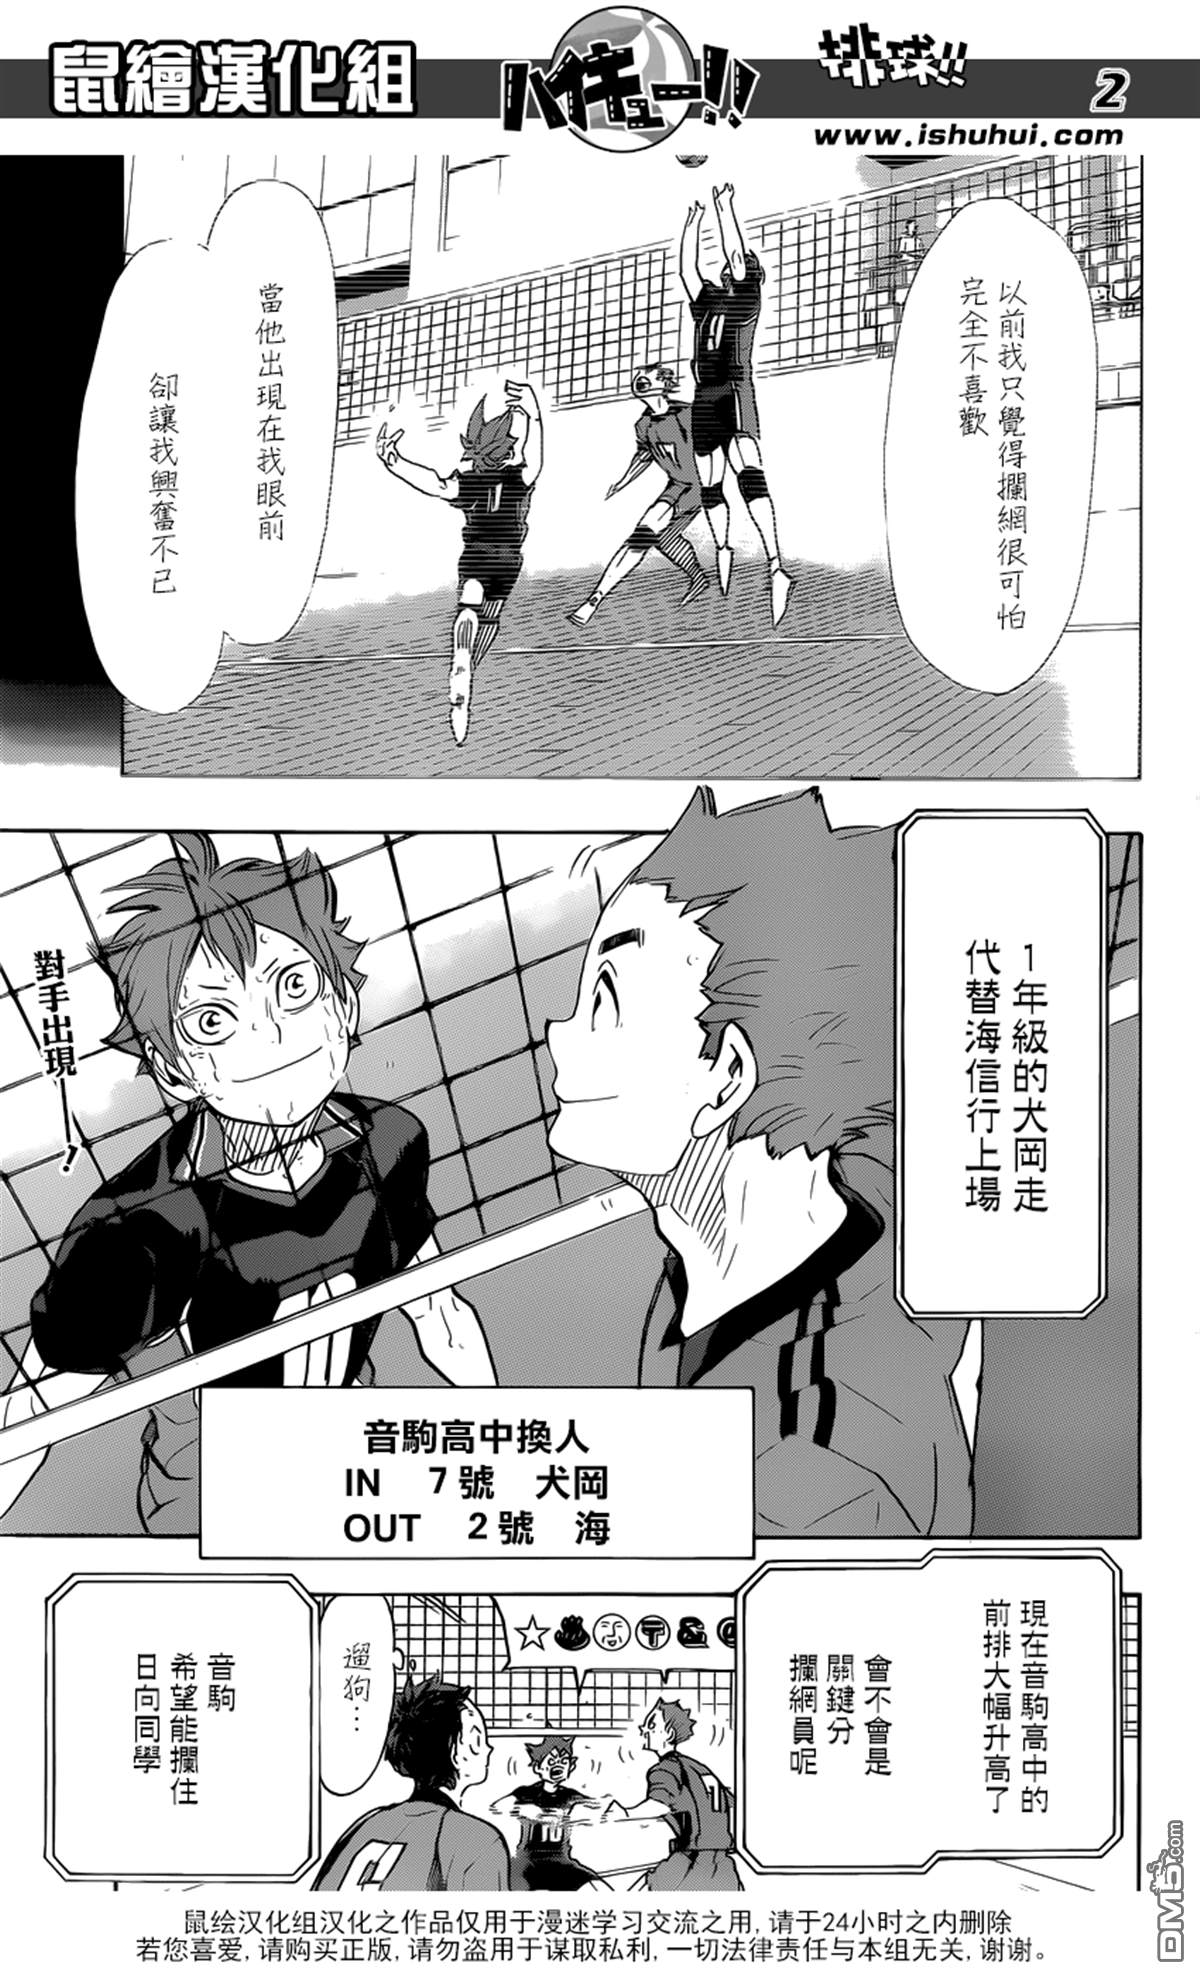 鼠繪漢化組
ハイキュー!!
排球!!
2
www.ishuhui.com
以前我只覺得攔網很可怕
完全不喜歡
當他出現在我眼前
卻讓我興奮不已
1年級的犬岡走
代替海信行上場
對手出現——！
音駒高中換人
IN 7號 犬岡
OUT 2號 海
現在音駒高中的
前排大幅升高了
會不會是
關鍵分
攔網員呢
遛狗…
音駒
希望能攔住
日向同學
鼠绘汉化组汉化之作品仅用于漫迷学习交流之用,请于24小时之内删除
若您喜爱,请购买正版,请勿盗用于谋取私利,一切法律责任与本组无关,谢谢。
DM5.com